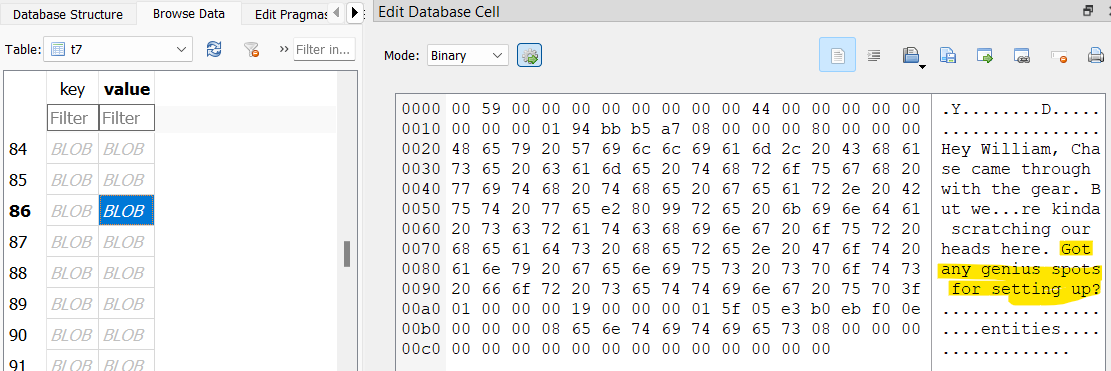 Database Structure Browse Data Edit Pragmas
Table: t7 Filter in...
key value
Filter Filter
84 BLOB BLOB
85 BLOB BLOB
86 BLOB BLOB
87 BLOB BLOB
88 BLOB BLOB
89 BLOB BLOB
90 BLOB BLOB
91 BLOB BLOB
Edit Database Cell
Mode: Binary
0000 00 59 00 00 00 00 00 00 00 00 00 44 00 00 00 00 00 .Y........D.....
0010 00 00 00 01 94 bb b5 a7 08 00 00 00 80 00 00 00 ................
0020 48 65 79 20 57 69 6c 6c 69 61 6d 2c 20 43 68 61 Hey William, Cha
0030 73 65 20 63 61 6d 65 20 74 68 72 6f 75 67 68 20 se came through
0040 77 69 74 68 20 74 68 65 20 67 65 61 72 2e 20 42 with the gear. B
0050 75 74 20 77 65 e2 80 99 72 65 20 6b 69 6e 64 61 ut we...re kinda
0060 20 73 63 72 61 74 63 68 69 6e 67 20 6f 75 72 20 scratching our
0070 68 65 61 64 73 20 68 65 72 65 2e 20 47 6f 74 20 heads here. Got
0080 61 6e 79 20 67 65 6e 69 75 73 20 73 70 6f 74 73 any genius spots
0090 20 66 6f 72 20 73 65 74 74 69 6e 67 20 75 70 3f for setting up?
00a0 01 00 00 00 19 00 00 00 01 5f 05 e3 b0 eb f0 0e ......... ......
00b0 00 00 00 08 65 6e 74 69 74 69 65 73 08 00 00 00 ....entities....
00c0 00 00 00 00 00 00 00 00 00 00 00 00 00 .............